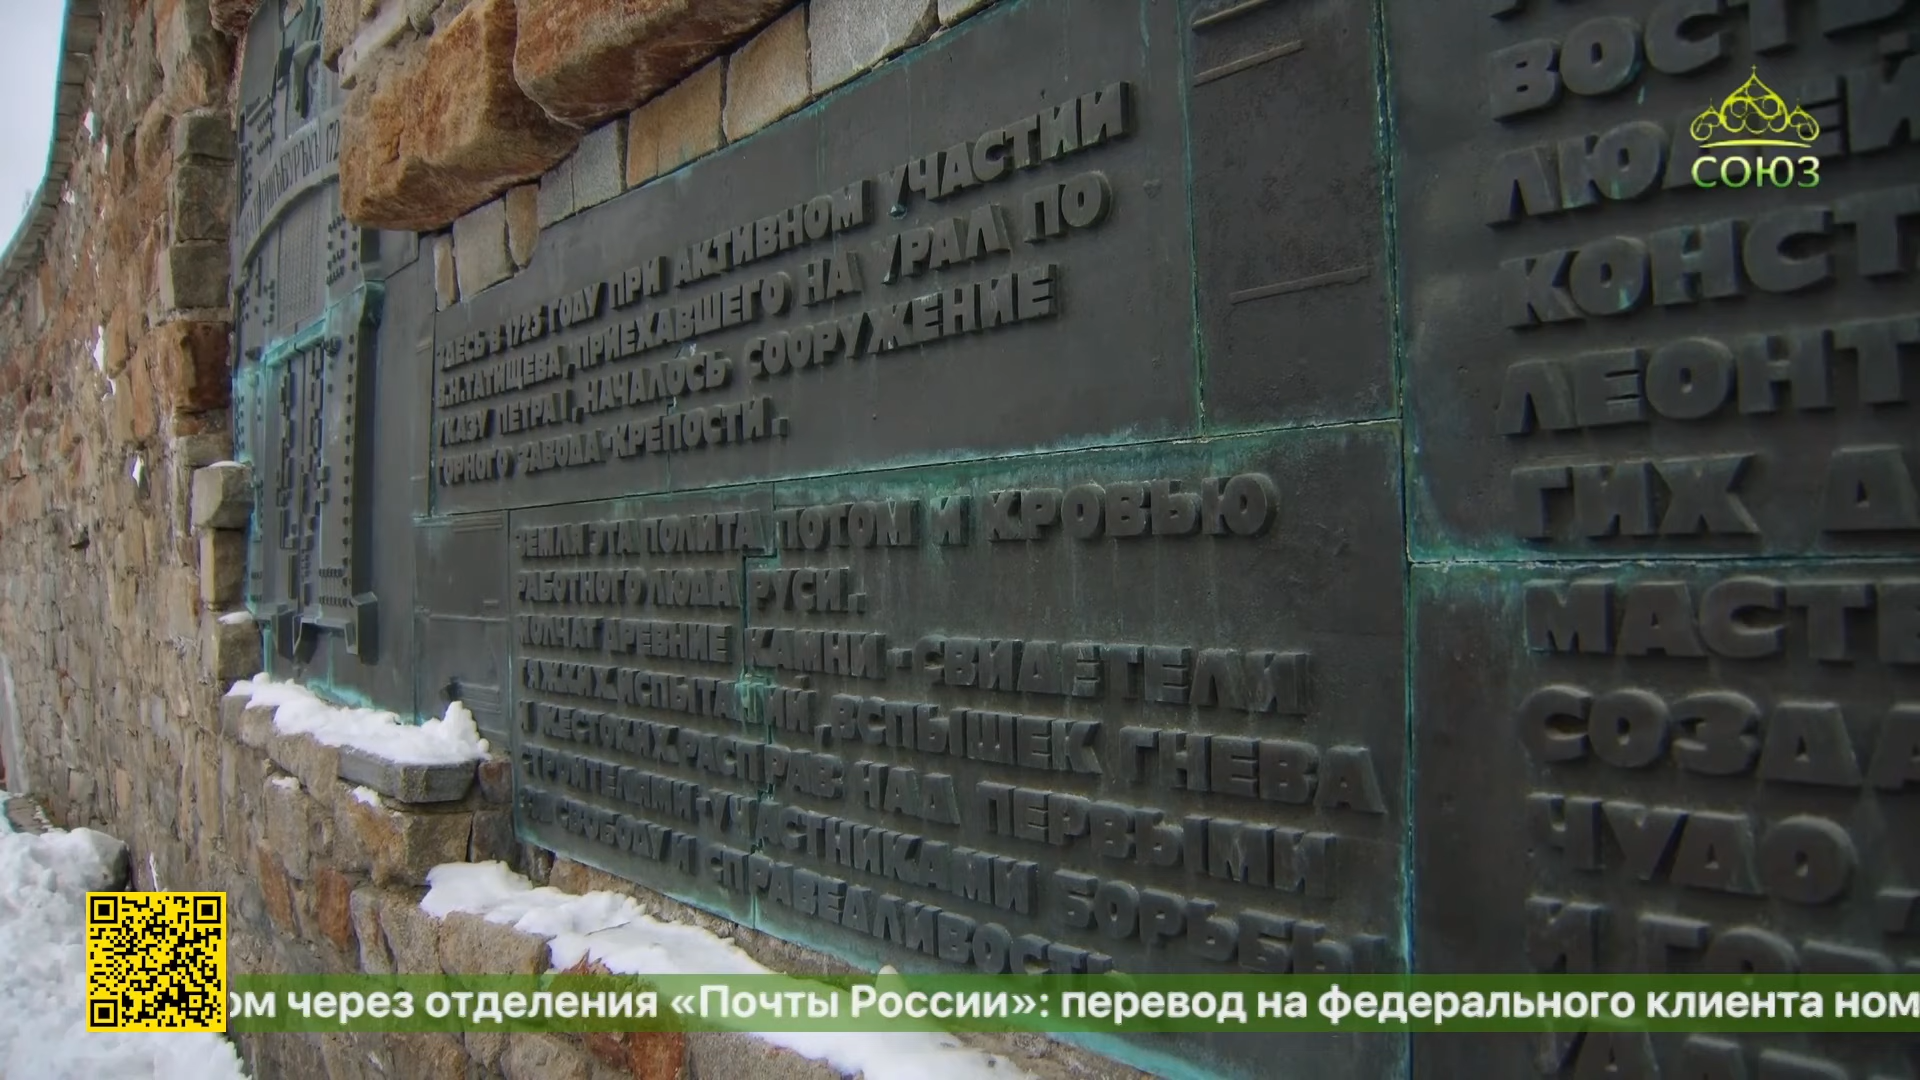 ЗДЕСЬ В 1723 ГОДУ ПРИ АКТИВНОМ УЧАСТИИ
В.Н.ТАТИЩЕВА, ПРИЕХАВШЕГО НА УРАЛ ПО
УКАЗУ ПЕТРА I, НАЧАЛОСЬ СООРУЖЕНИЕ
ГОРНОГО ЗАВОДА-КРЕПОСТИ.
ЗЕМЛЯ ЭТА ПОЛИТА ПОТОМ И КРОВЬЮ
РАБОТНОГО ЛЮДА РУСИ.
МОЛЧАТ ДРЕВНИЕ КАМНИ-СВИДЕТЕЛИ
ТЯЖКИХ ИСПЫТАНИЙ, ВСПЫШЕК ГНЕВА
И ЖЕСТОКИХ РАСПРАВ НАД ПЕРВЫМИ
СТРОИТЕЛЯМИ-УЧАСТНИКАМИ БОРЬБЫ
ЗА СВОБОДУ И СПРАВЕДЛИВОСТЬ
ВОСТ
ЛЮДЕЙ
КОНСТ
ЛЕОНТ
ГИХ Д
МАСТЕ
СОЗДА
ЧУДО
И ГОР
СОЮЗ
ом через отделения «Почты России»: перевод на федерального клиента ном